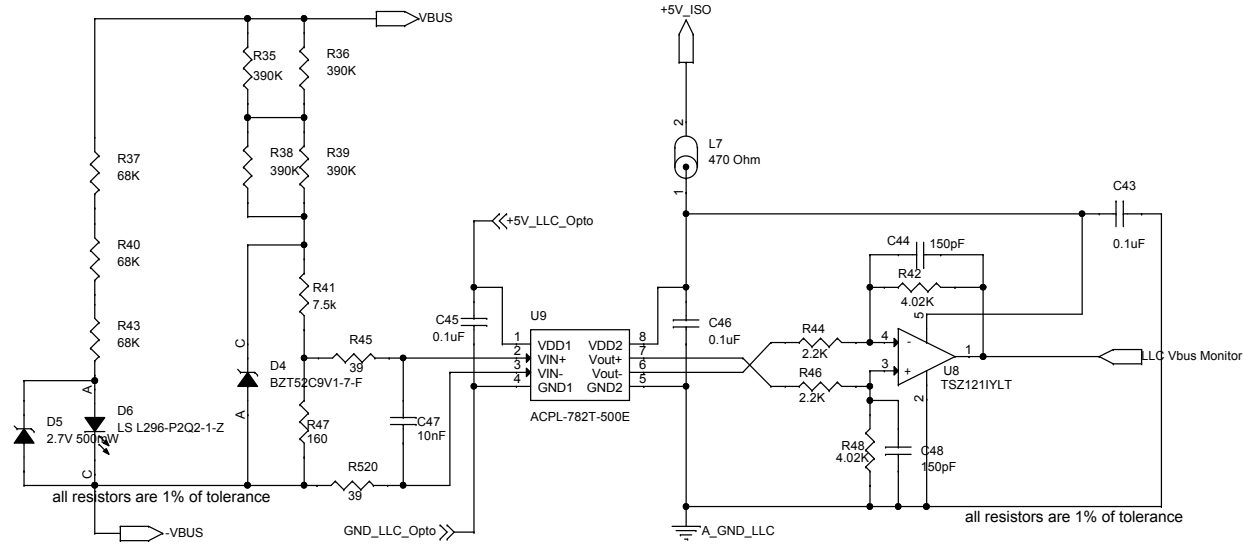 +5V_ISO
VBUS
R35
390K
R36
390K
2
L7
470 Ohm
1
R37
68K
R38
390K
R39
390K
C43
0.1uF
+5V_LLC_Opto
R40
68K
C44
150pF
R42
4.02K
R41
7.5k
U9
C45
0.1uF
C46
0.1uF
R43
68K
R45
39
1
VDD1
2
VIN+
3
VIN-
4
GND1
8
VDD2
7
Vout+
6
Vout-
5
GND2
ACPL-782T-500E
R44
2.2K
R46
2.2K
5
4
-
3
+
1
2
U8
TSZ121IYLT
LLC Vbus Monitor
C
D4
BZT52C9V1-7-F
A
A
D5
2.7V 500mW
D6
LS L296-P2Q2-1-Z
C
R47
160
C47
10nF
R48
4.02K
C48
150pF
R520
39
all resistors are 1% of tolerance
-VBUS
GND_LLC_Opto
A_GND_LLC
all resistors are 1% of tolerance